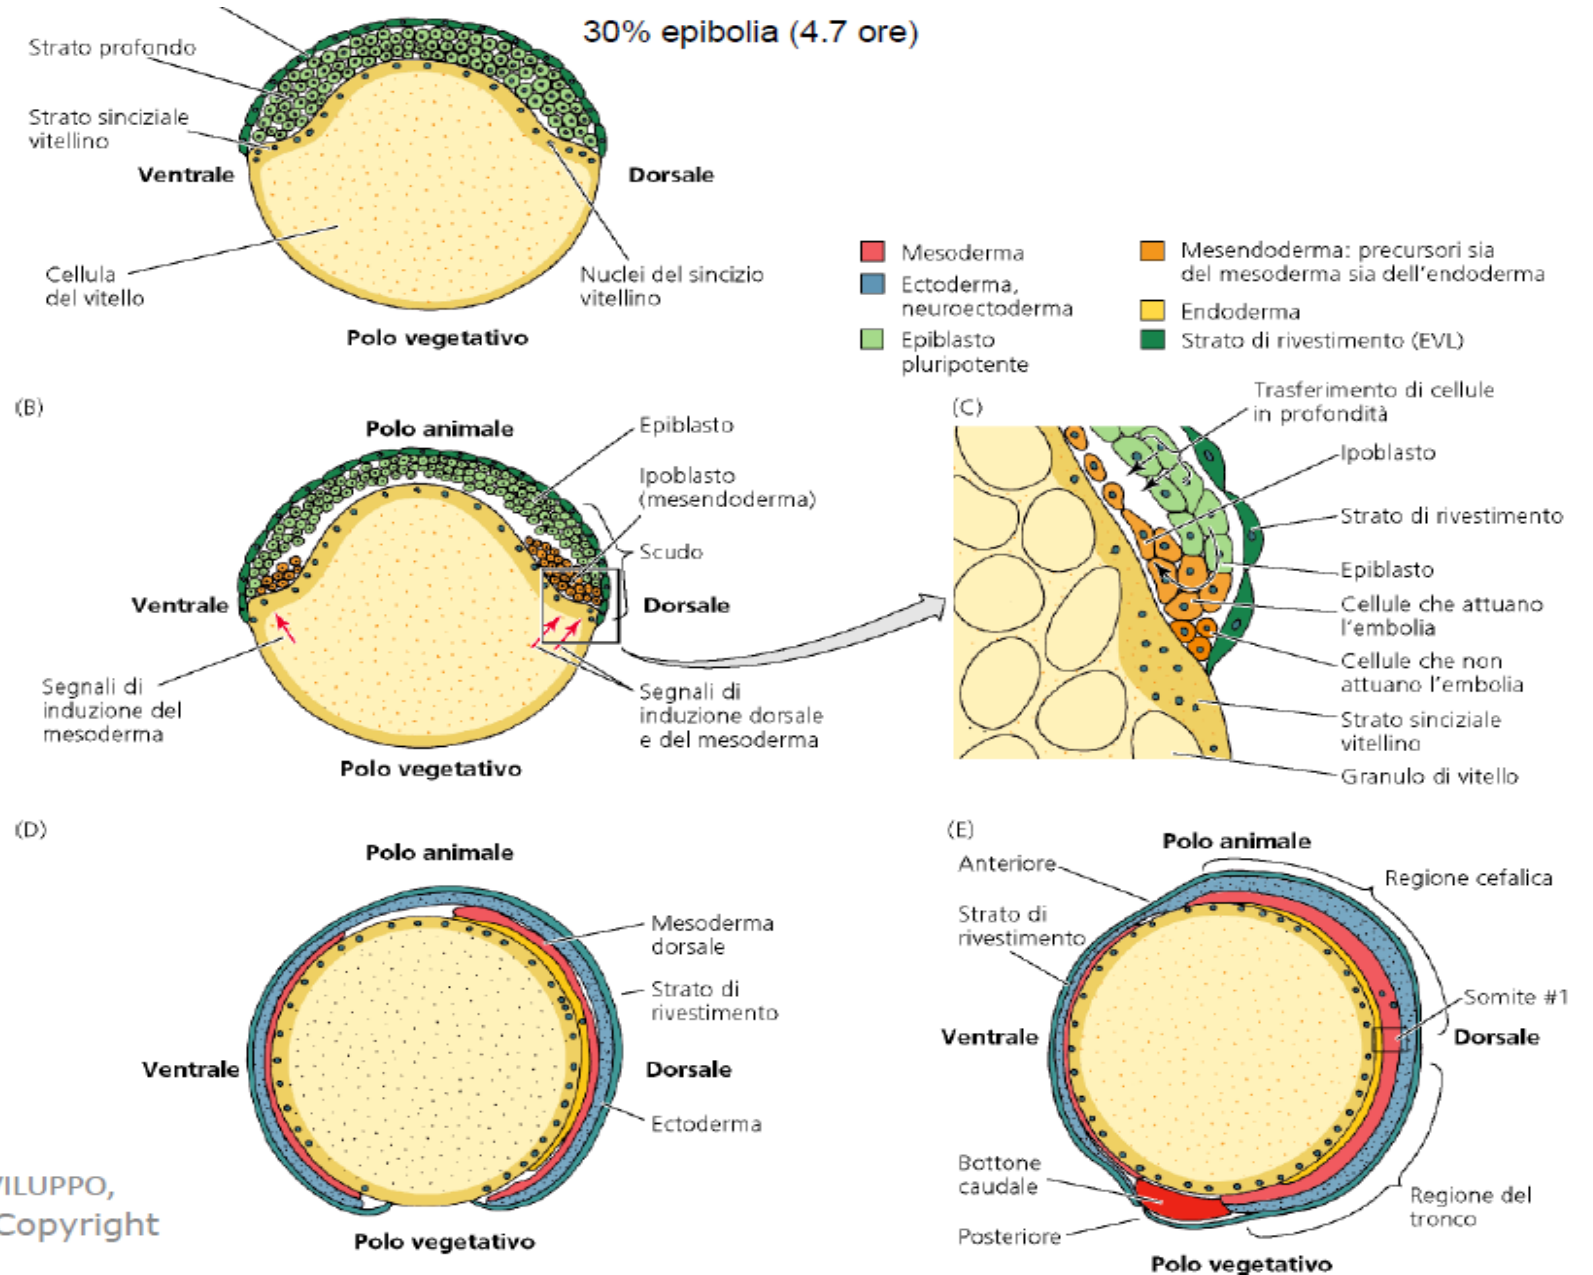 30% epibolia (4.7 ore)
Strato profondo
Strato sinciziale
vitellino
Ventrale
Dorsale
Cellula
del vitello
Nuclei del sincizio
vitellino
Polo vegetativo
Mesoderma
Ectoderma,
neuroectoderma
Epiblasto
pluripotente
Mesendoderma: precursori sia
del mesoderma sia dell'endoderma
Endoderma
Strato di rivestimento (EVL)
(B)
Polo animale
Epiblasto
Ipoblasto
(mesendoderma)
Scudo
Ventrale
Dorsale
Segnali di
induzione del
mesoderma
Segnali di
induzione dorsale
e del mesoderma
Polo vegetativo
(C)
Trasferimento di cellule
in profondità
Ipoblasto
Strato di rivestimento
Epiblasto
Cellule che attuano
l'embolia
Cellule che non
attuano l'embolia
Strato sinciziale
vitellino
Granulo di vitello
(D)
Polo animale
Mesoderma
dorsale
Strato di
rivestimento
Ventrale
Dorsale
Ectoderma
Polo vegetativo
(E)
Polo animale
Anteriore
Regione cefalica
Strato di
rivestimento
Somite #1
Ventrale
Dorsale
Bottone
caudale
Regione del
tronco
Posteriore
Polo vegetativo
VILUPPO,
Copyright